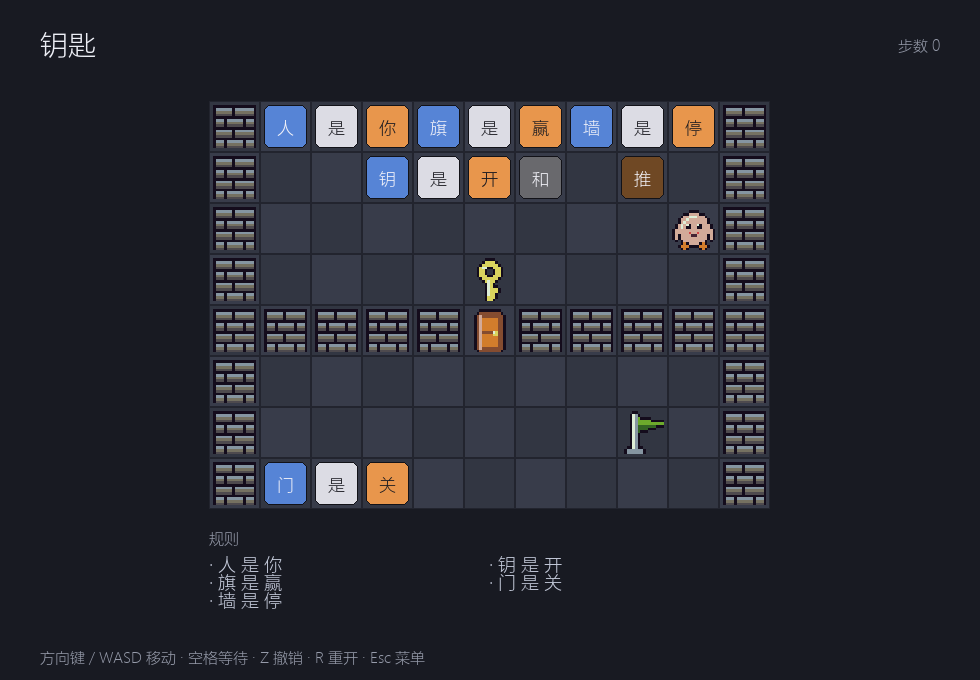 钥匙
步数 0
人 是 你 旗 是 赢 墙 是 停
钥 是 开 和 推
门 是 关
规则
· 人 是 你
· 旗 是 赢
· 墙 是 停
· 钥 是 开
· 门 是 关
方向键 / WASD 移动 · 空格等待 · Z 撤销 · R 重开 · Esc 菜单